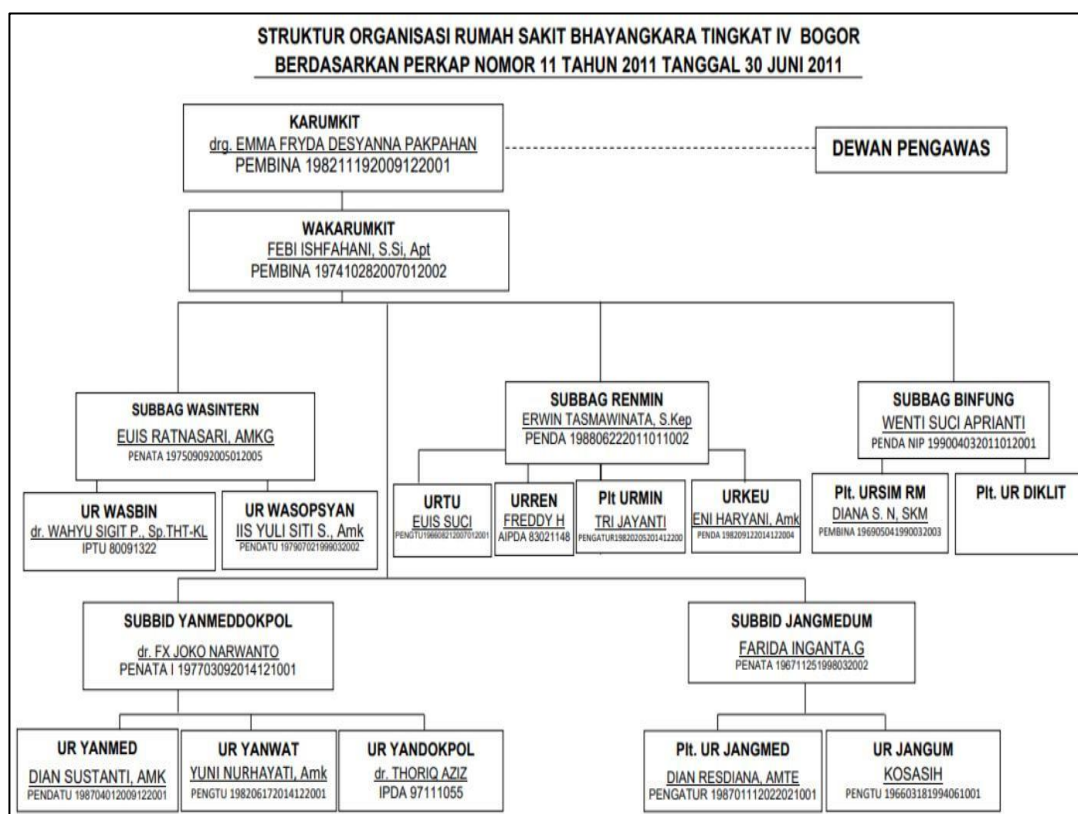 STRUKTUR ORGANISASI RUMAH SAKIT BHAYANGKARA TINGKAT IV BOGOR
BERDASARKAN PERKAP NOMOR 11 TAHUN 2011 TANGGAL 30 JUNI 2011
KARUMKIT
drg. EMMA FRYDA DESYANNA PAKPAHAN
PEMBINA 198211192009122001
DEWAN PENGAWAS
WAKARUMKIT
FEBI ISHFAHANI, S.Si, Apt
PEMBINA 197410282007012002
SUBBAG WASINTERN
EUIS RATNASARI, AMKG
PENATA 197509092005012005
SUBBAG RENMIN
ERWIN TASMAWINATA, S.Kep
PENDA 198806222011011002
SUBBAG BINFUNG
WENTI SUCI APRIANTI
PENDA NIP 199004032011012001
UR WASBIN
dr. WAHYU SIGIT P., Sp.THT-KL
IPTU 80091322
UR WASOPSYAN
IIS YULI SITI S., Amk
PENDATU 197907021999032002
URTU
EUIS SUCI
PENGTU196608212007012001
URREN
FREDDY H
AIPDA 83021148
Plt URMIN
TRI JAYANTI
PENGATUR19820205201412200
URKEU
ENI HARYANI, Amk
PENDA 198209122014122004
Plt. URSIM RM
DIANA S. N, SKM
PEMBINA 196905041990032003
Plt. UR DIKLIT
SUBBID YANMEDDOKPOL
dr. FX JOKO NARWANTO
PENATA I 197703092014121001
SUBBID JANGMEDUM
FARIDA INGANTA.G
PENATA 196711251998032002
UR YANMED
DIAN SUSTANTI, AMK
PENDATU 198704012009122001
UR YANWAT
YUNI NURHAYATI, Amk
PENGTU 198206172014122001
UR YANDOKPOL
dr. THORIQ AZIZ
IPDA 97111055
Plt. UR JANGMED
DIAN RESDIANA, AMTE
PENGATUR 198701112022021001
UR JANGUM
KOSASIH
PENGTU 196603181994061001